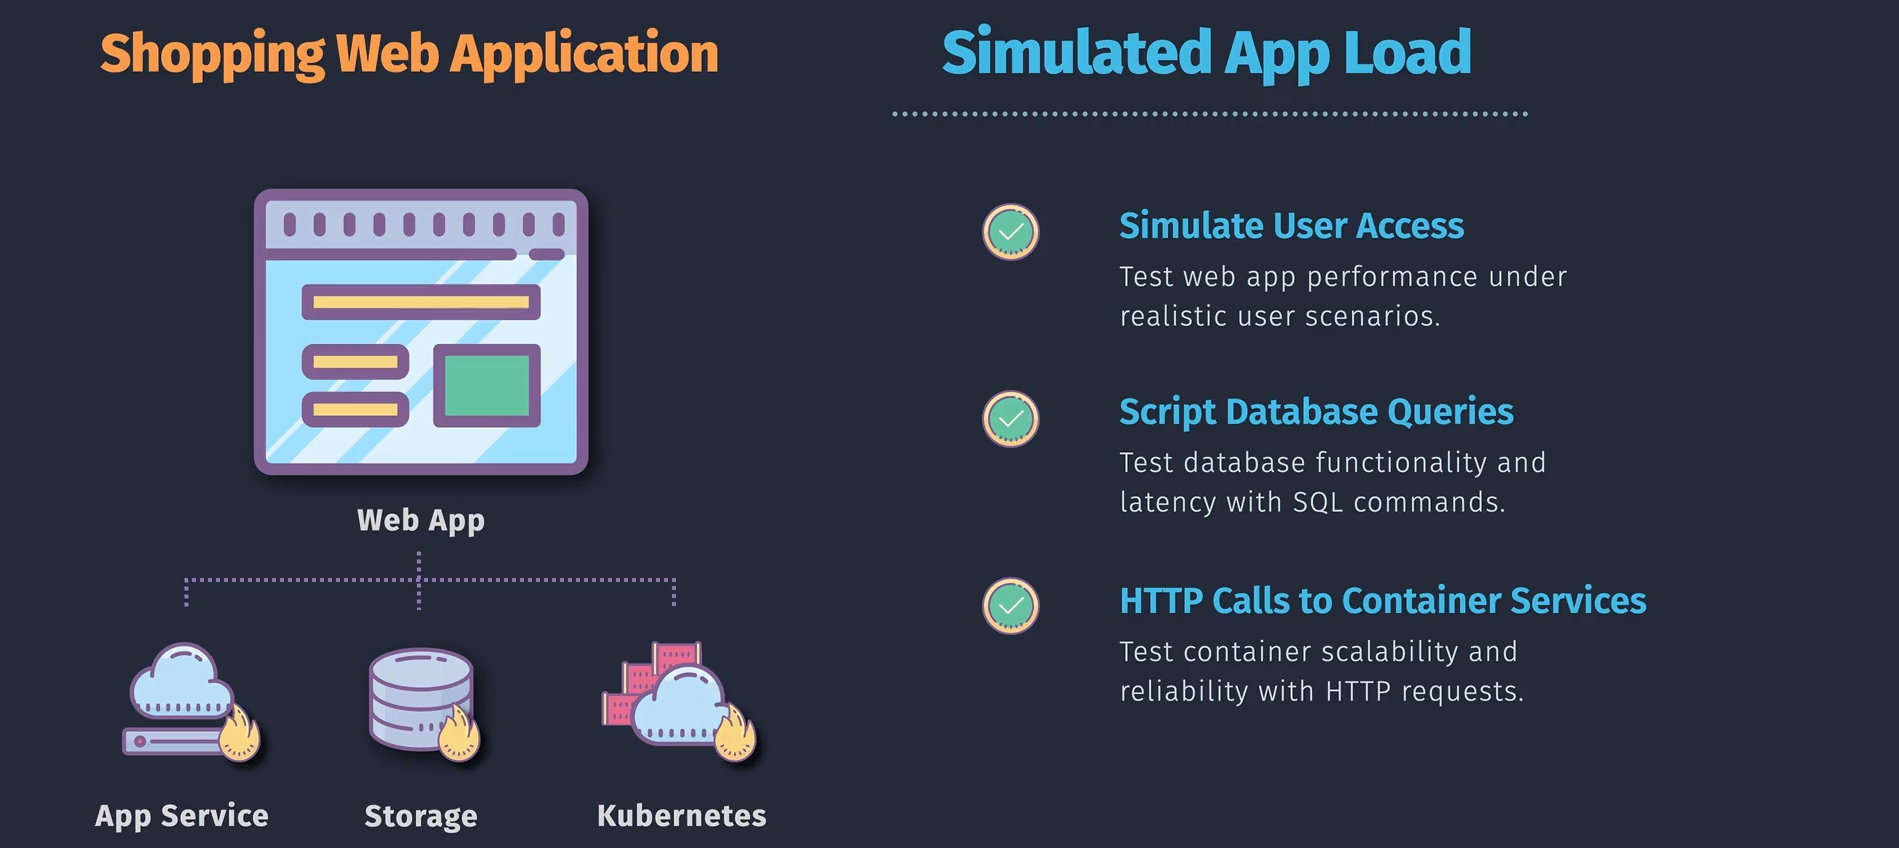 Shopping Web Application
Web App
App Service
Storage
Kubernetes
Simulated App Load
Simulate User Access
Test web app performance under
realistic user scenarios.
Script Database Queries
Test database functionality and
latency with SQL commands.
HTTP Calls to Container Services
Test container scalability and
reliability with HTTP requests.